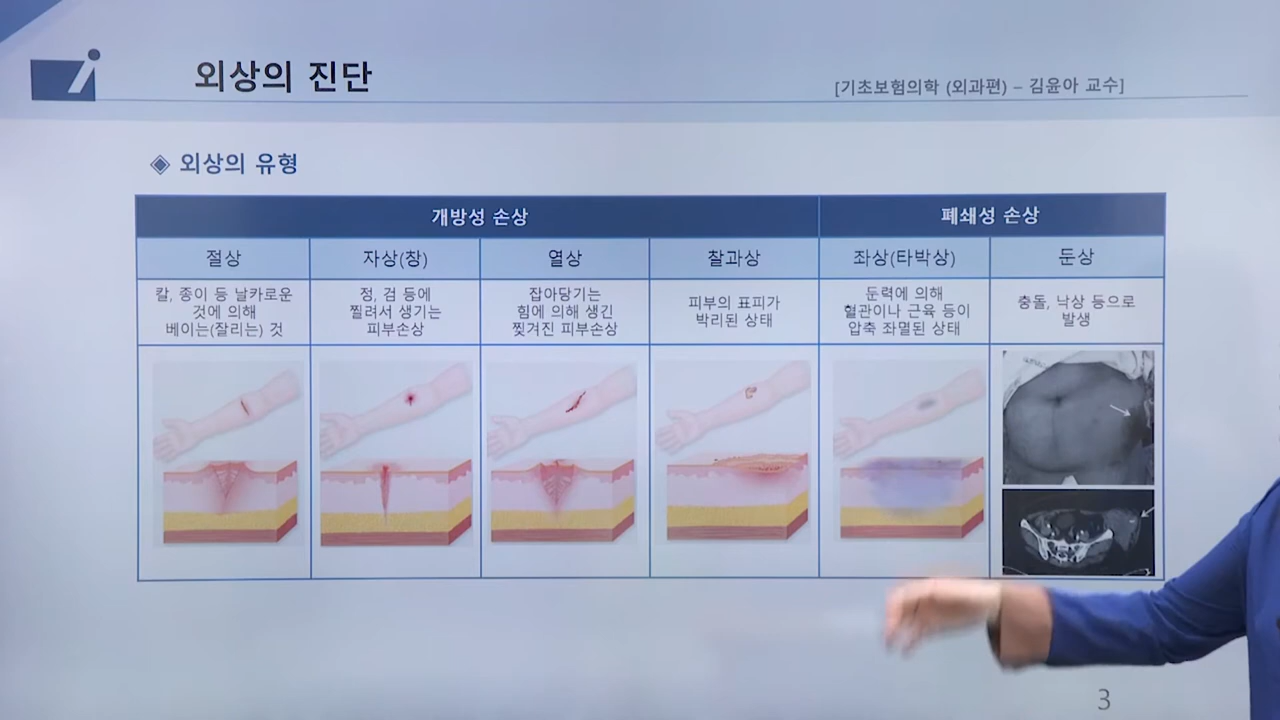 외상의 진단
[기초보험의학 (외과편) – 김윤아 교수]
◈ 외상의 유형
개방성 손상
폐쇄성 손상
절상
자상(창)
열상
찰과상
좌상(타박상)
둔상
칼, 종이 등 날카로운
것에 의해
베이는(잘리는) 것
정, 검 등에
찔려서 생기는
피부손상
잡아당기는
힘에 의해 생긴
찢겨진 피부손상
피부의 표피가
박리된 상태
둔력에 의해
혈관이나 근육 등이
압축 좌멸된 상태
충돌, 낙상 등으로
발생
3